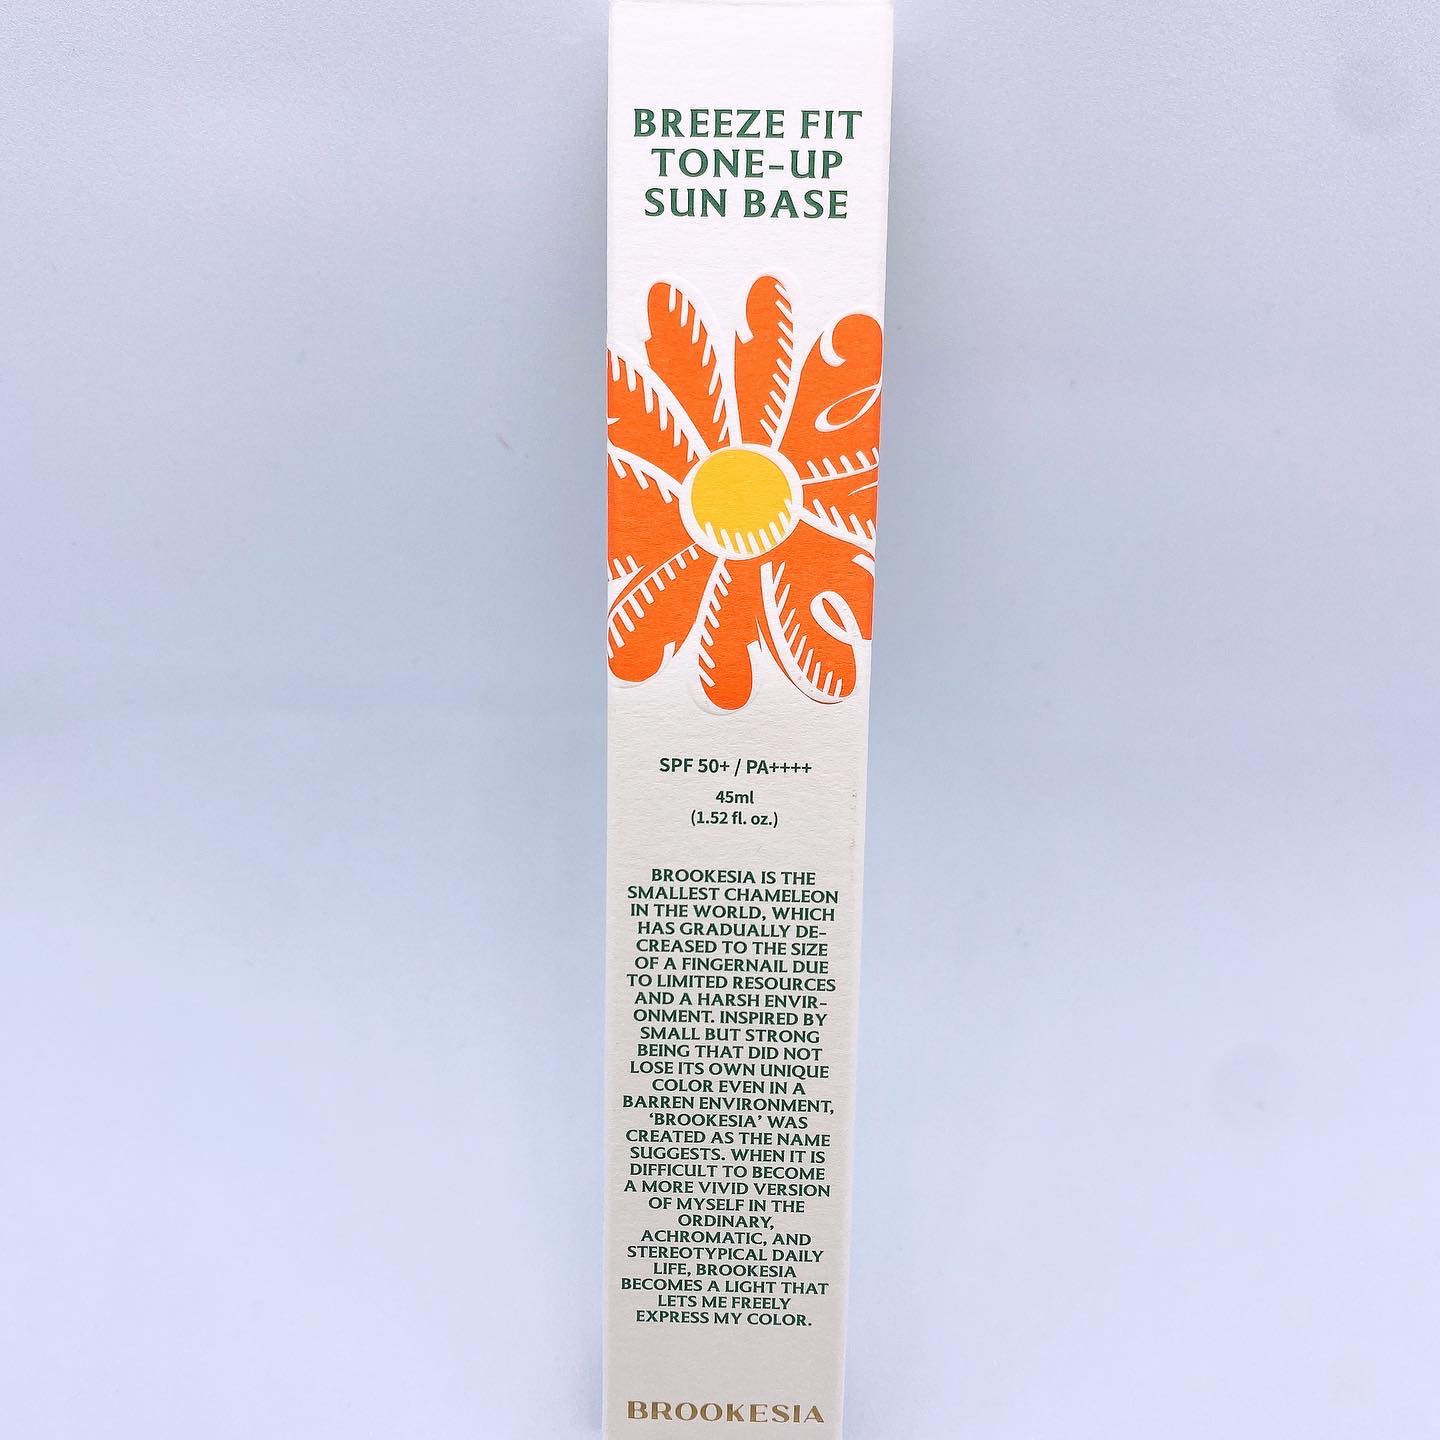 BREEZE FIT
TONE-UP
SUN BASE
SPF 50+ / PA++++
45ml
(1.52 fl. oz.)
BROOKESIA IS THE
SMALLEST CHAMELEON
IN THE WORLD, WHICH
HAS GRADUALLY DE-
CREASED TO THE SIZE
OF A FINGERNAIL DUE
TO LIMITED RESOURCES
AND A HARSH ENVIR-
ONMENT. INSPIRED BY
SMALL BUT STRONG
BEING THAT DID NOT
LOSE ITS OWN UNIQUE
COLOR EVEN IN A
BARREN ENVIRONMENT,
‘BROOKESIA’ WAS
CREATED AS THE NAME
SUGGESTS. WHEN IT IS
DIFFICULT TO BECOME
A MORE VIVID VERSION
OF MYSELF IN THE
ORDINARY,
ACHROMATIC, AND
STEREOTYPICAL DAILY
LIFE, BROOKESIA
BECOMES A LIGHT THAT
LETS ME FREELY
EXPRESS MY COLOR.
BROOKESIA